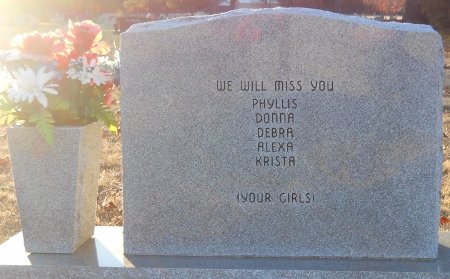 WE WILL MISS YOU
PHYLLIS
DONNA
DEBRA
ALEXA
KRISTA
(YOUR GIRLS)